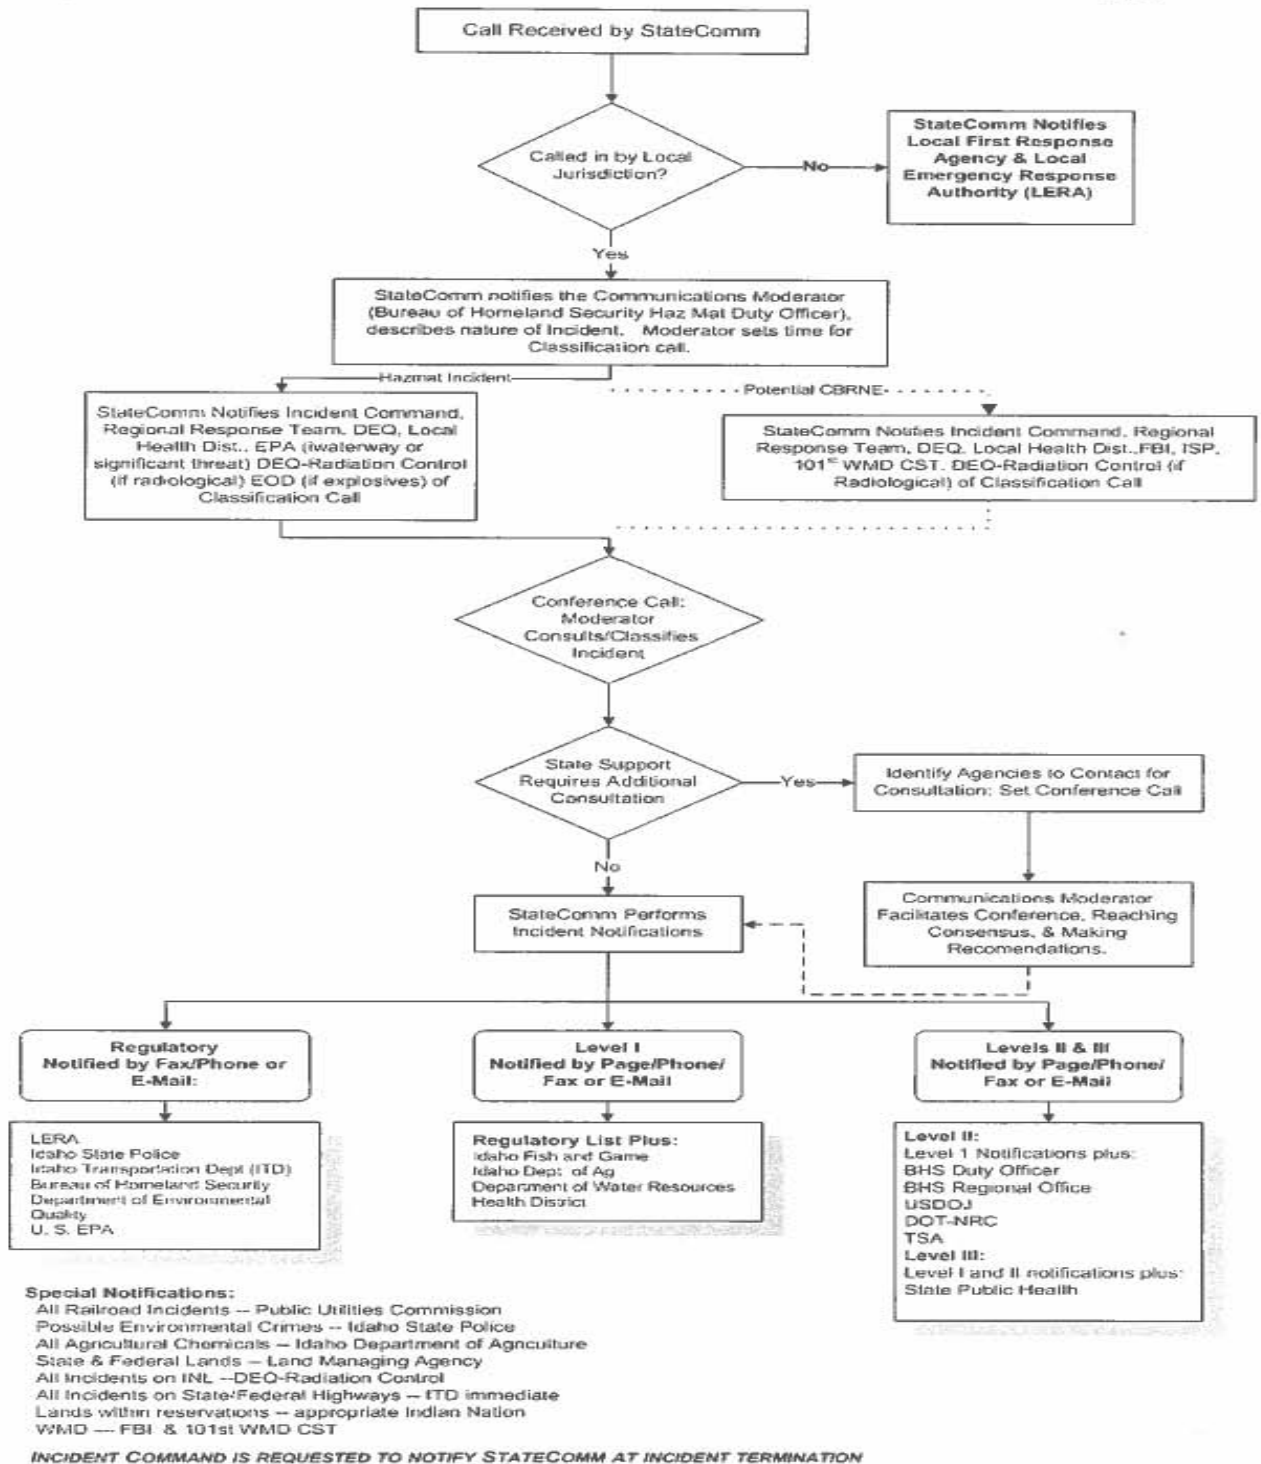 Call Received by StateComm
Called in by Local
Jurisdiction?
No
StateComm Notifies
Local First Response
Agency & Local
Emergency Response
Authority (LERA)
Yes
StateComm notifies the Communications Moderator
(Bureau of Homeland Security Haz Mat Duty Officer),
describes nature of Incident. Moderator sets time for
Classification call.
Hazmat Incident
Potential CBRNE
StateComm Notifies Incident Command,
Regional Response Team, DEQ, Local
Health Dist., EPA (iwaterway or
significant threat) DEQ-Radiation Control
(if radiological) EOD (if explosives) of
Classification Call
StateComm Notifies Incident Command, Regional
Response Team, DEQ, Local Health Dist.,FBI, ISP,
101st WMD CST, DEQ-Radiation Control (if
Radiological) of Classification Call
Conference Call:
Moderator
Consults/Classifies
Incident
State Support
Requires Additional
Consultation
Yes
Identify Agencies to Contact for
Consultation; Set Conference Call
No
StateComm Performs
Incident Notifications
Communications Moderator
Facilitates Conference, Reaching
Consensus, & Making
Recomendations.
Regulatory
Notified by Fax/Phone or
E-Mail:
Level I
Notified by Page/Phone/
Fax or E-Mail
Levels II & III
Notified by Page/Phone/
Fax or E-Mail
LERA
Idaho State Police
Idaho Transportation Dept (ITD)
Bureau of Homeland Security
Department of Environmental
Quality
U. S. EPA
Regulatory List Plus:
Idaho Fish and Game
Idaho Dept. of Ag
Department of Water Resources
Health District
Level II:
Level 1 Notifications plus:
BHS Duty Officer
BHS Regional Office
USDOJ
DOT-NRC
TSA
Level III:
Level I and II notifications plus:
State Public Health
Special Notifications:
All Railroad Incidents -- Public Utilities Commission
Possible Environmental Crimes -- Idaho State Police
All Agricultural Chemicals -- Idaho Department of Agriculture
State & Federal Lands -- Land Managing Agency
All Incidents on INL --DEQ-Radiation Control
All Incidents on State/Federal Highways -- ITD immediate
Lands within reservations -- appropriate Indian Nation
WMD --- FBI & 101st WMD CST
INCIDENT COMMAND IS REQUESTED TO NOTIFY STATECOMM AT INCIDENT TERMINATION